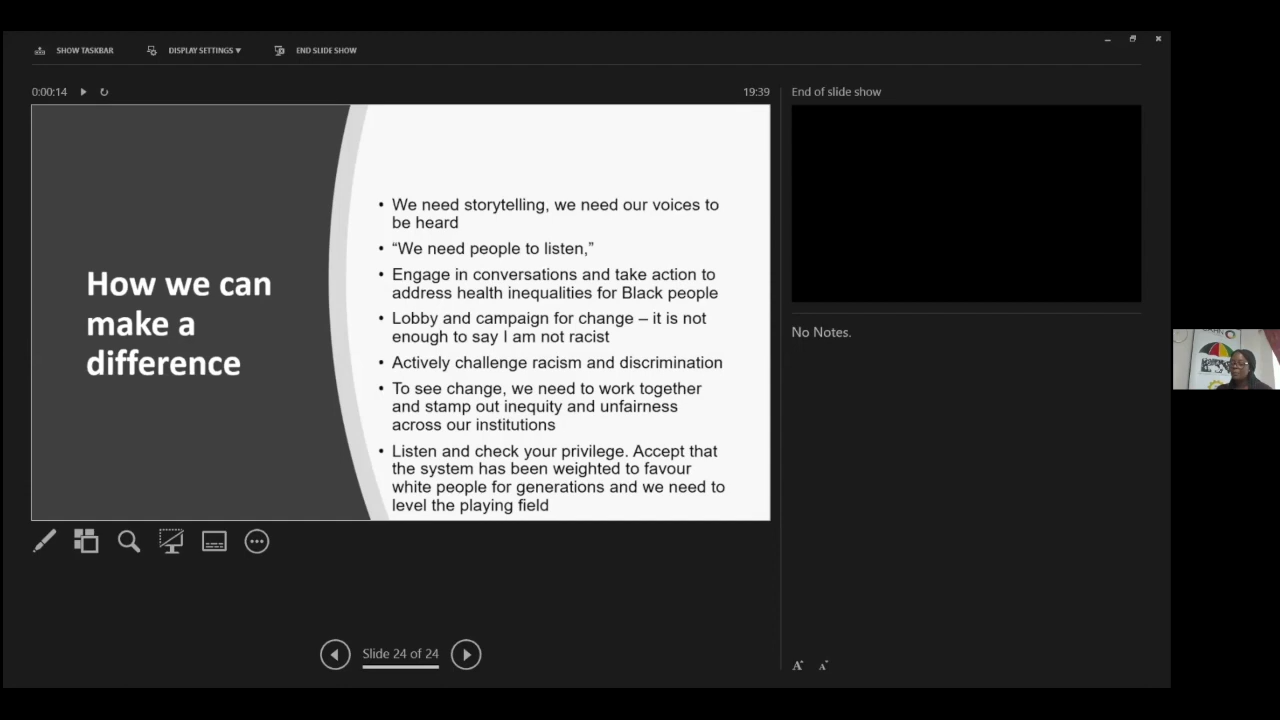 SHOW TASKBAR
DISPLAY SETTINGS ▾
END SLIDE SHOW
0:00:14
19:39
End of slide show
How we can
make a
difference
• We need storytelling, we need our voices to
be heard
• “We need people to listen,”
• Engage in conversations and take action to
address health inequalities for Black people
• Lobby and campaign for change – it is not
enough to say I am not racist
• Actively challenge racism and discrimination
• To see change, we need to work together
and stamp out inequity and unfairness
across our institutions
• Listen and check your privilege. Accept that
the system has been weighted to favour
white people for generations and we need to
level the playing field
No Notes.
Slide 24 of 24
A A